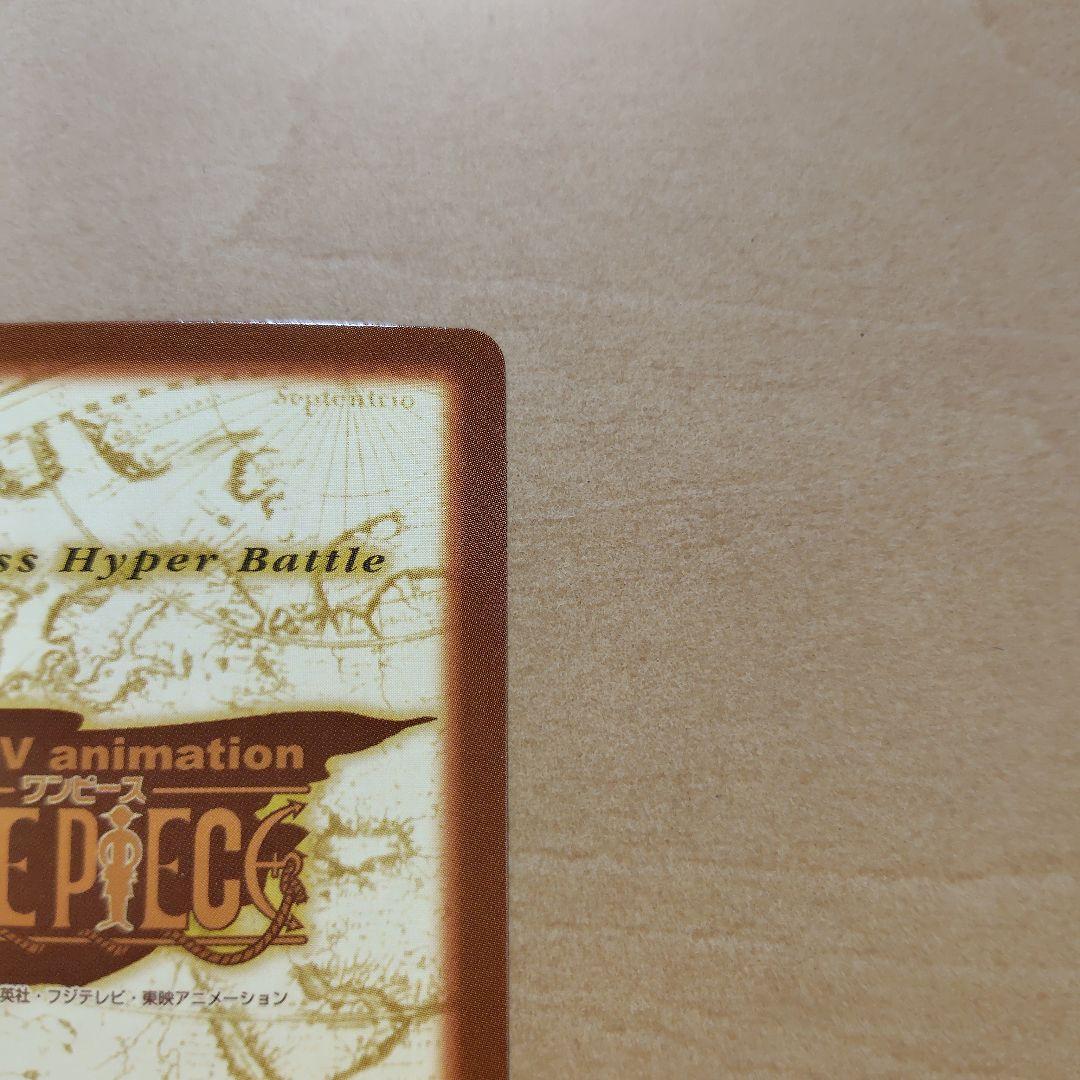 Septentrio
ss Hyper Battle
V animation
ワンピース
E PIECE
英社・フジテレビ・東映アニメーション